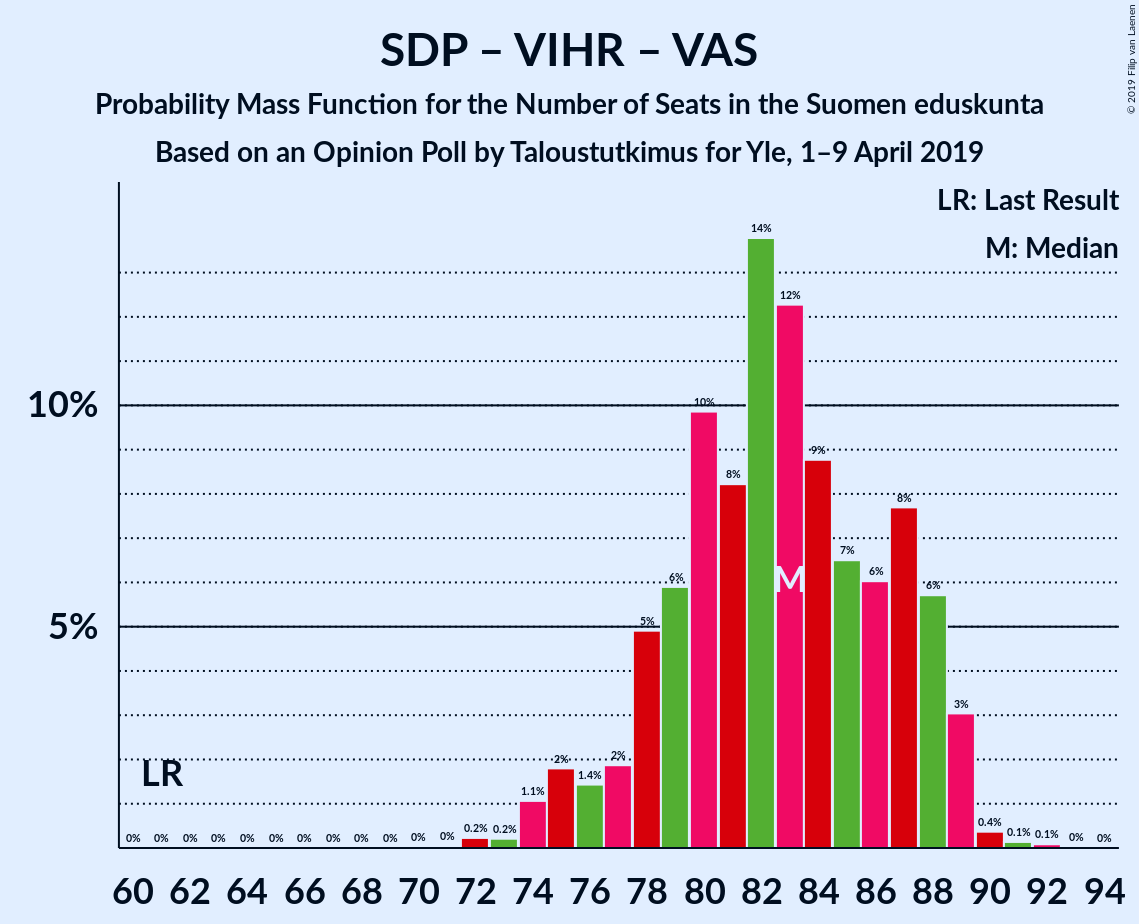 SDP – VIHR – VAS
Probability Mass Function for the Number of Seats in the Suomen eduskunta
Based on an Opinion Poll by Taloustutkimus for Yle, 1–9 April 2019
© 2019 Filip van Laenen
LR: Last Result
M: Median
10%
5%
LR
M
0% 0% 0% 0% 0% 0% 0% 0% 0% 0% 0% 0% 0.2% 0.2% 1.1% 2% 1.4% 2% 5% 6% 10% 8% 14% 12% 9% 7% 6% 8% 6% 3% 0.4% 0.1% 0.1% 0% 0%
60 62 64 66 68 70 72 74 76 78 80 82 84 86 88 90 92 94